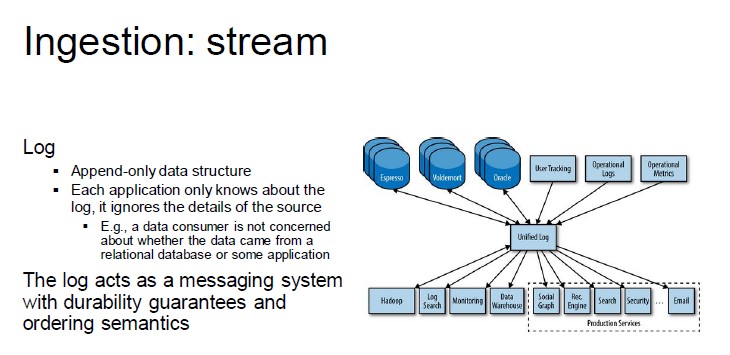 Ingestion: stream
Log
▪ Append-only data structure
▪ Each application only knows about the
log, it ignores the details of the source
▪ E.g., a data consumer is not concerned
about whether the data came from a
relational database or some application
The log acts as a messaging system
with durability guarantees and
ordering semantics
Espresso
Voldemort
Oracle
User Tracking
Operational
Logs
Operational
Metrics
Unified Log
Hadoop
Log
Search
Monitoring
Data
Warehouse
Social
Graph
Rec.
Engine
Search
Security
...
Email
Production Services